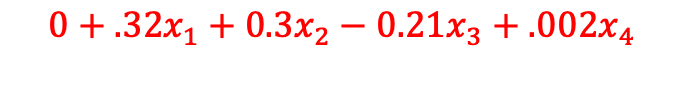 0 + .32x₁ + 0.3x₂ − 0.21x₃ + .002x₄